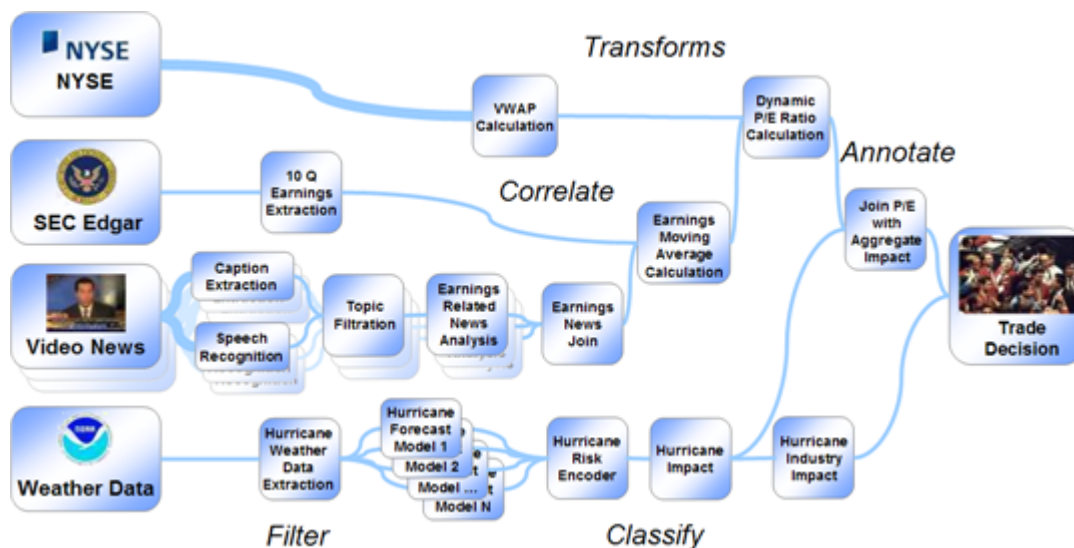 NYSE
NYSE
Transforms
VWAP
Calculation
Dynamic
P/E Ratio
Calculation
Annotate
SEC Edgar
10 Q
Earnings
Extraction
Correlate
Earnings
Moving
Average
Calculation
Join P/E
with
Aggregate
Impact
Video News
Caption
Extraction
Speech
Recognition
Topic
Filtration
Earnings
Related
News
Analysis
Earnings
News
Join
Trade
Decision
Weather Data
Hurricane
Weather
Data
Extraction
Hurricane
Forecast
Model 1
Model 2
Model ...
Model N
Hurricane
Risk
Encoder
Hurricane
Impact
Hurricane
Industry
Impact
Filter
Classify